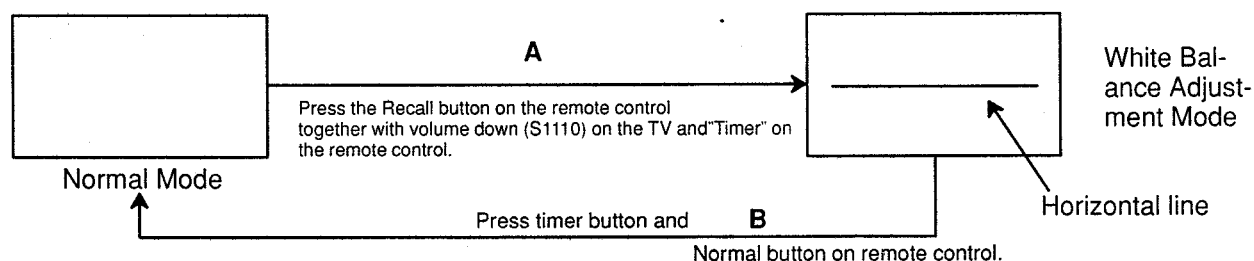 A
Press the Recall button on the remote control
together with volume down (S1110) on the TV and"Timer" on
the remote control.
White Bal-
ance Adjust-
ment Mode
Normal Mode
Horizontal line
Press timer button and B
Normal button on remote control.